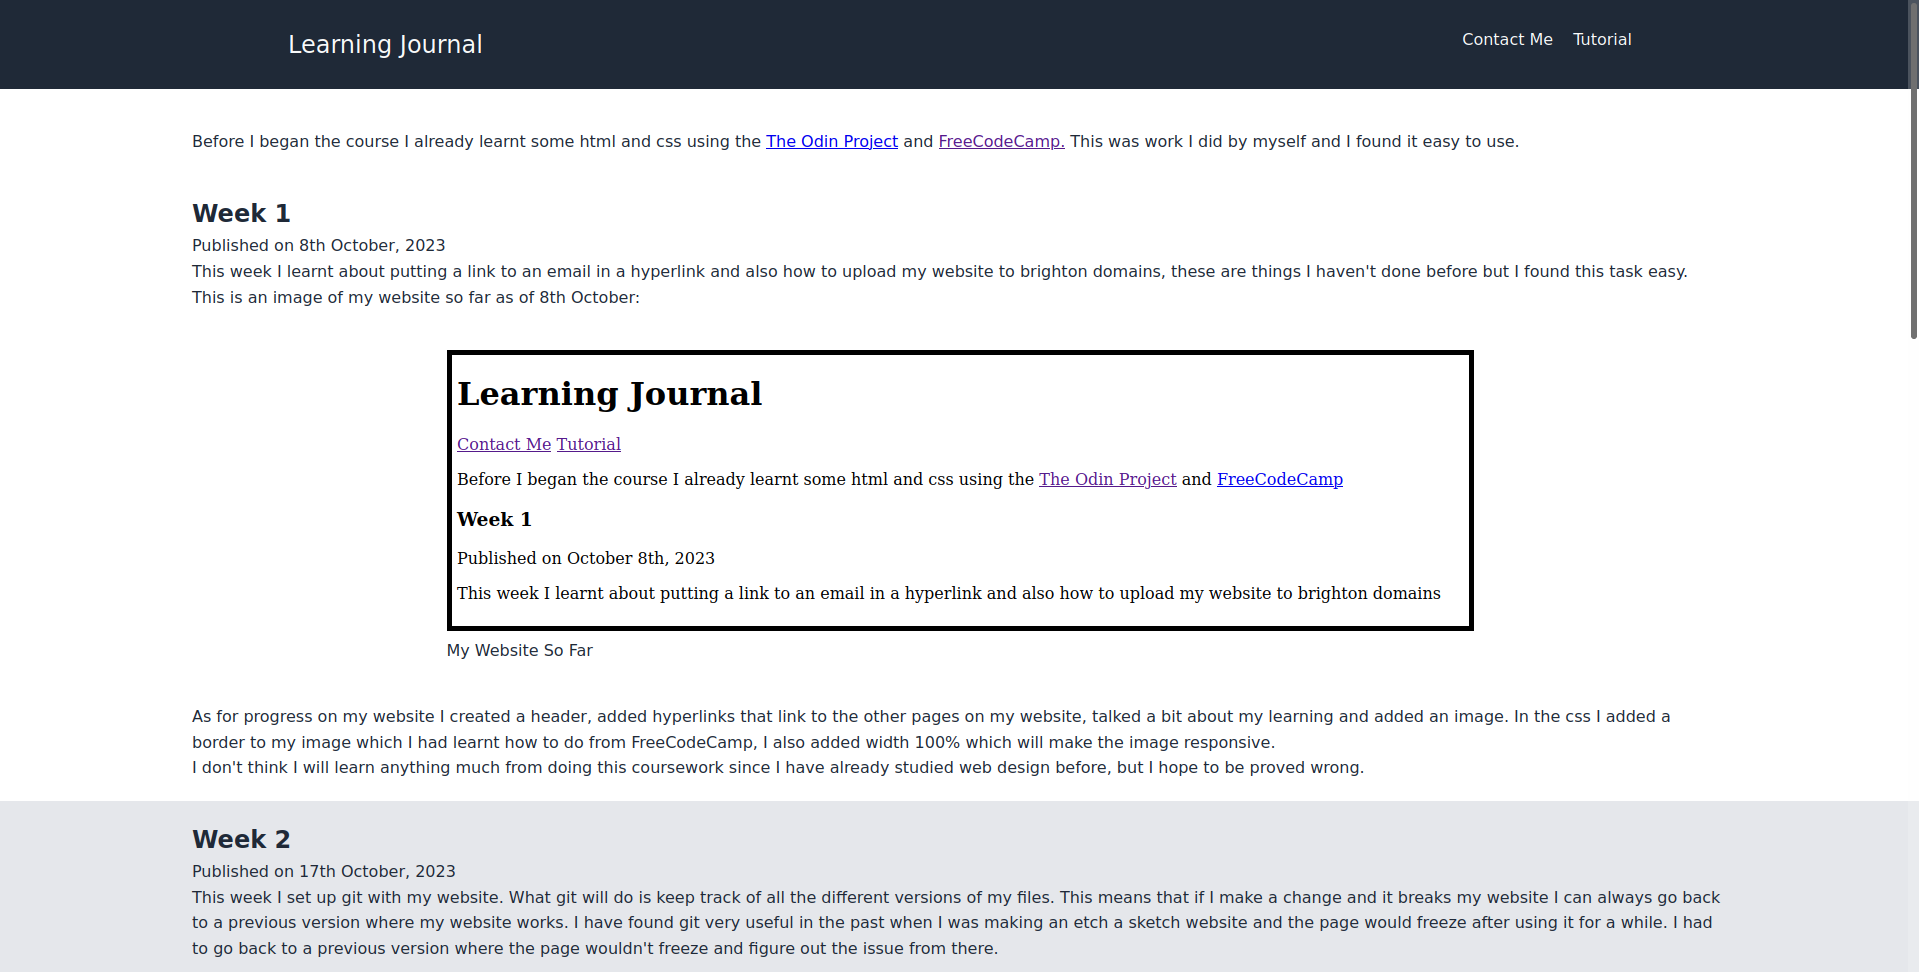 Learning Journal
Contact Me Tutorial
Before I began the course I already learnt some html and css using the The Odin Project and FreeCodeCamp. This was work I did by myself and I found it easy to use.
Week 1
Published on 8th October, 2023
This week I learnt about putting a link to an email in a hyperlink and also how to upload my website to brighton domains, these are things I haven't done before but I found this task easy.
This is an image of my website so far as of 8th October:
Learning Journal
Contact Me Tutorial
Before I began the course I already learnt some html and css using the The Odin Project and FreeCodeCamp
Week 1
Published on October 8th, 2023
This week I learnt about putting a link to an email in a hyperlink and also how to upload my website to brighton domains
My Website So Far
As for progress on my website I created a header, added hyperlinks that link to the other pages on my website, talked a bit about my learning and added an image. In the css I added a
border to my image which I had learnt how to do from FreeCodeCamp, I also added width 100% which will make the image responsive.
I don't think I will learn anything much from doing this coursework since I have already studied web design before, but I hope to be proved wrong.
Week 2
Published on 17th October, 2023
This week I set up git with my website. What git will do is keep track of all the different versions of my files. This means that if I make a change and it breaks my website I can always go back
to a previous version where my website works. I have found git very useful in the past when I was making an etch a sketch website and the page would freeze after using it for a while. I had
to go back to a previous version where the page wouldn't freeze and figure out the issue from there.